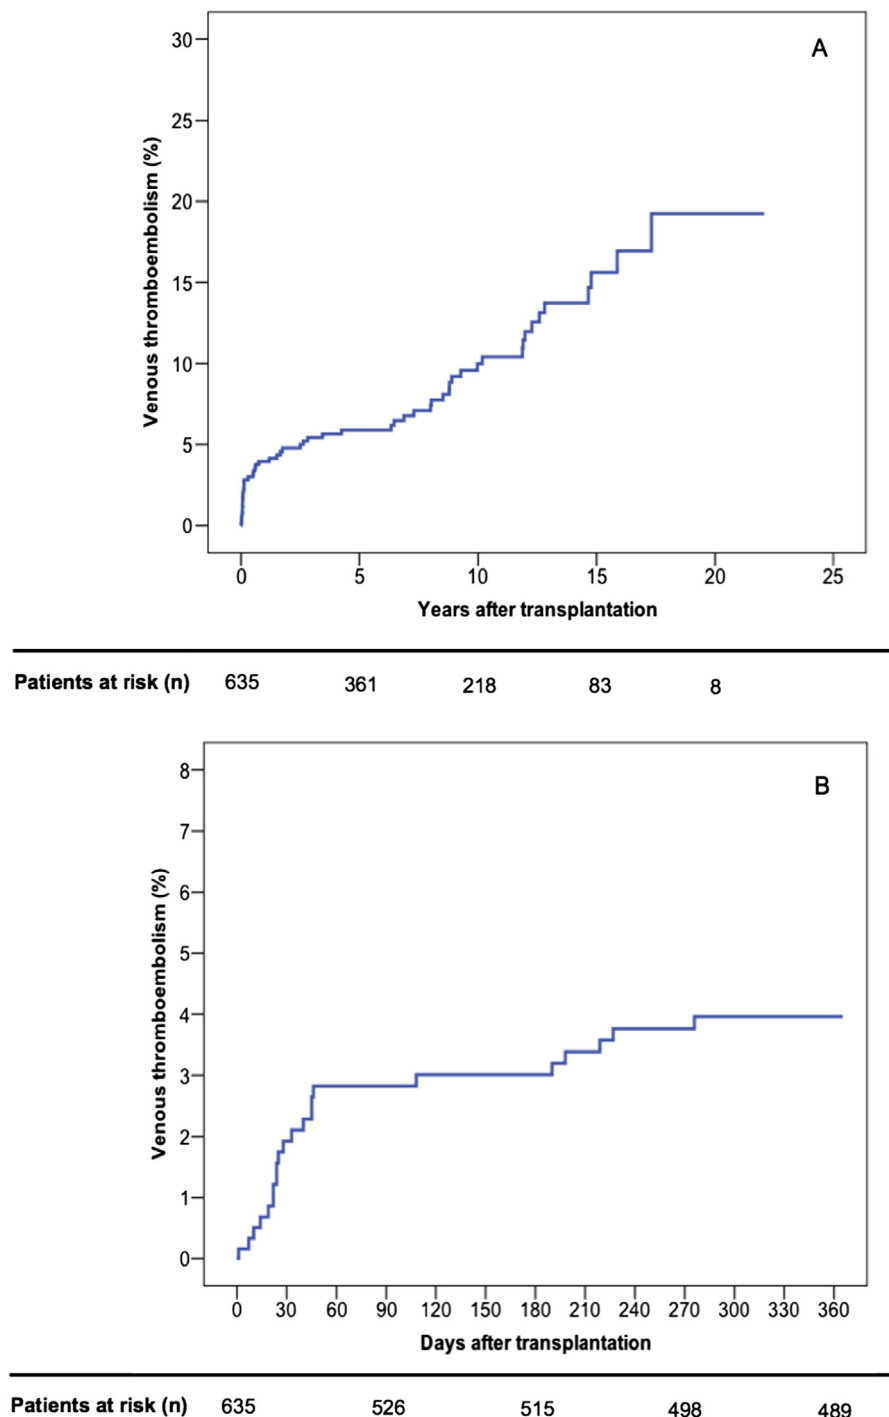 A
30
25
20
15
10
5
0
Venous thromboembolism (%)
0 5 10 15 20 25
Years after transplantation
Patients at risk (n) 635 361 218 83 8
B
8
7
6
5
4
3
2
1
0
Venous thromboembolism (%)
0 30 60 90 120 150 180 210 240 270 300 330 360
Days after transplantation
Patients at risk (n) 635 526 515 498 489